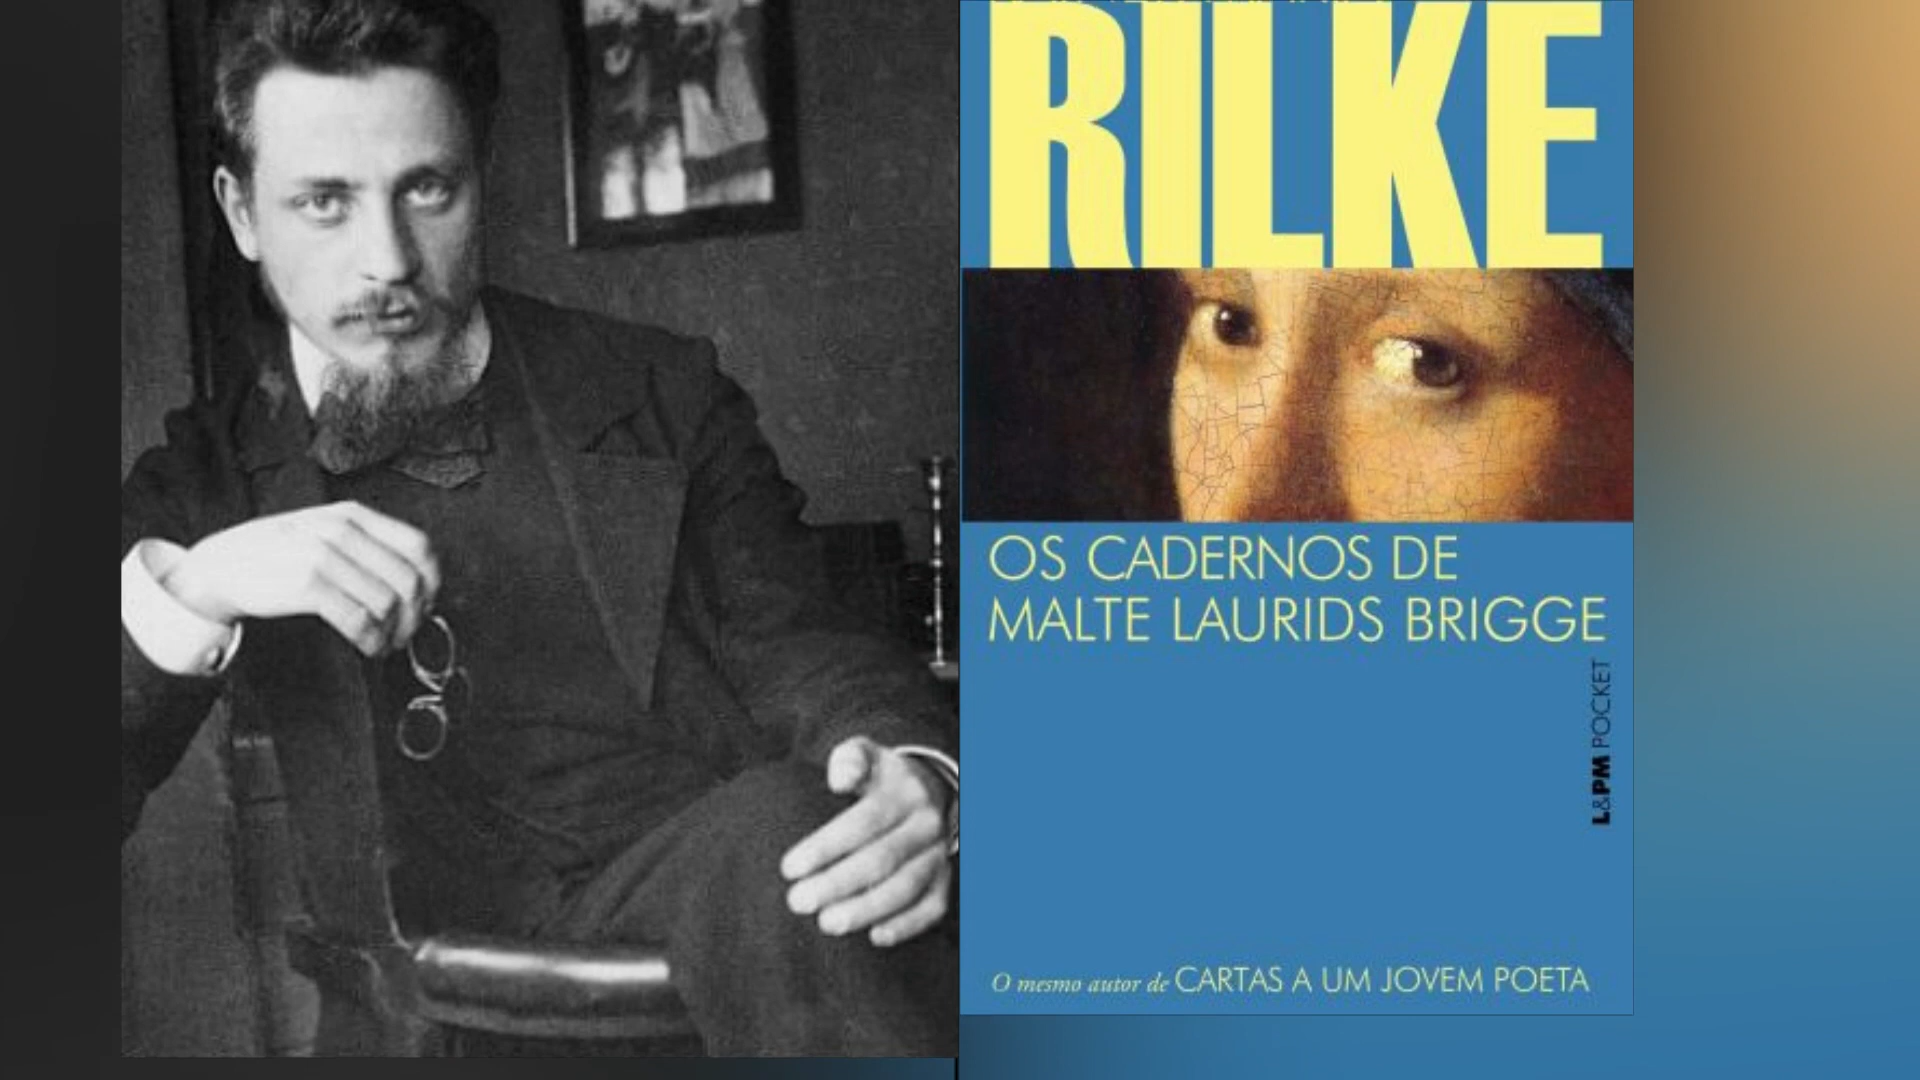 RILKE
OS CADERNOS DE
MALTE LAURIDS BRIGGE
L&PM POCKET
O mesmo autor de CARTAS A UM JOVEM POETA